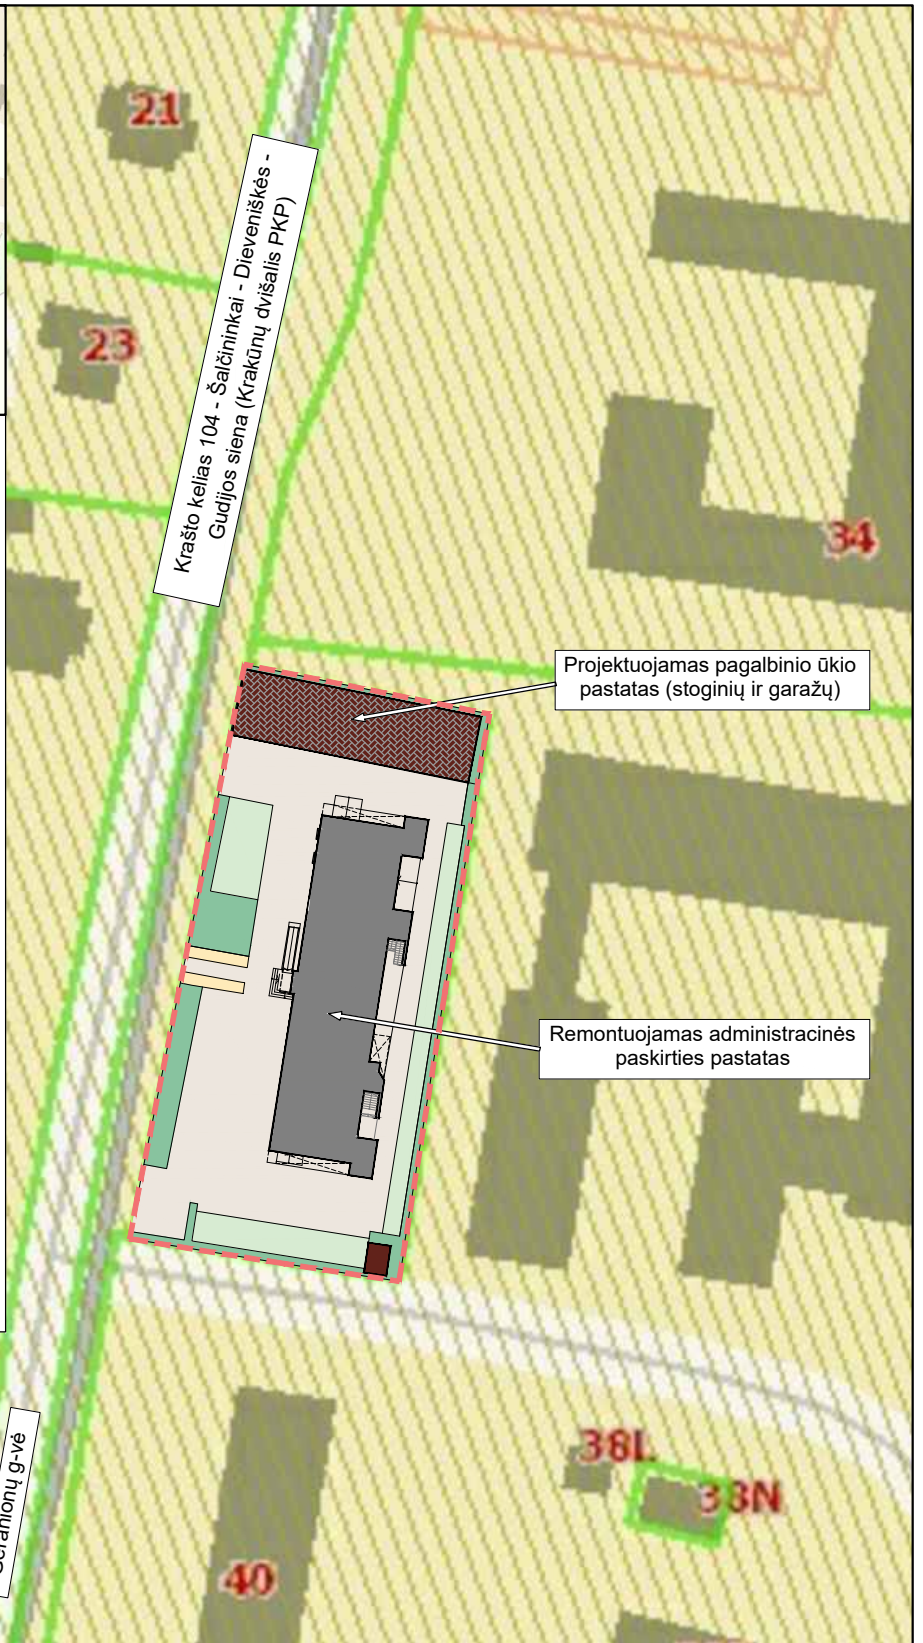 21
Krašto kelias 104 - Šalčininkai - Dieveniškės -
Gudijos siena (Krakūnų dvišalis PKP)
23
34
Projektuojamas pagalbinio ūkio
pastatas (stoginių ir garažų)
Remontuojamas administracinės
paskirties pastatas
g-vė
38L
38N
40